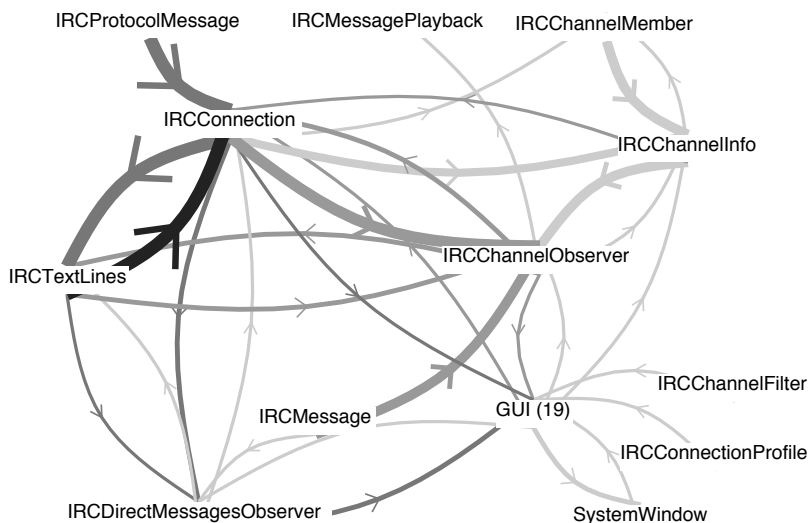 IRCProtocolMessage
IRCMessagePlayback
IRCChannelMember
IRCConnection
IRCChannelInfo
IRCChannelObserver
IRCTextLines
IRCChannelFilter
IRCMessage
GUI (19)
IRCConnectionProfile
IRCDirectMessagesObserver
SystemWindow